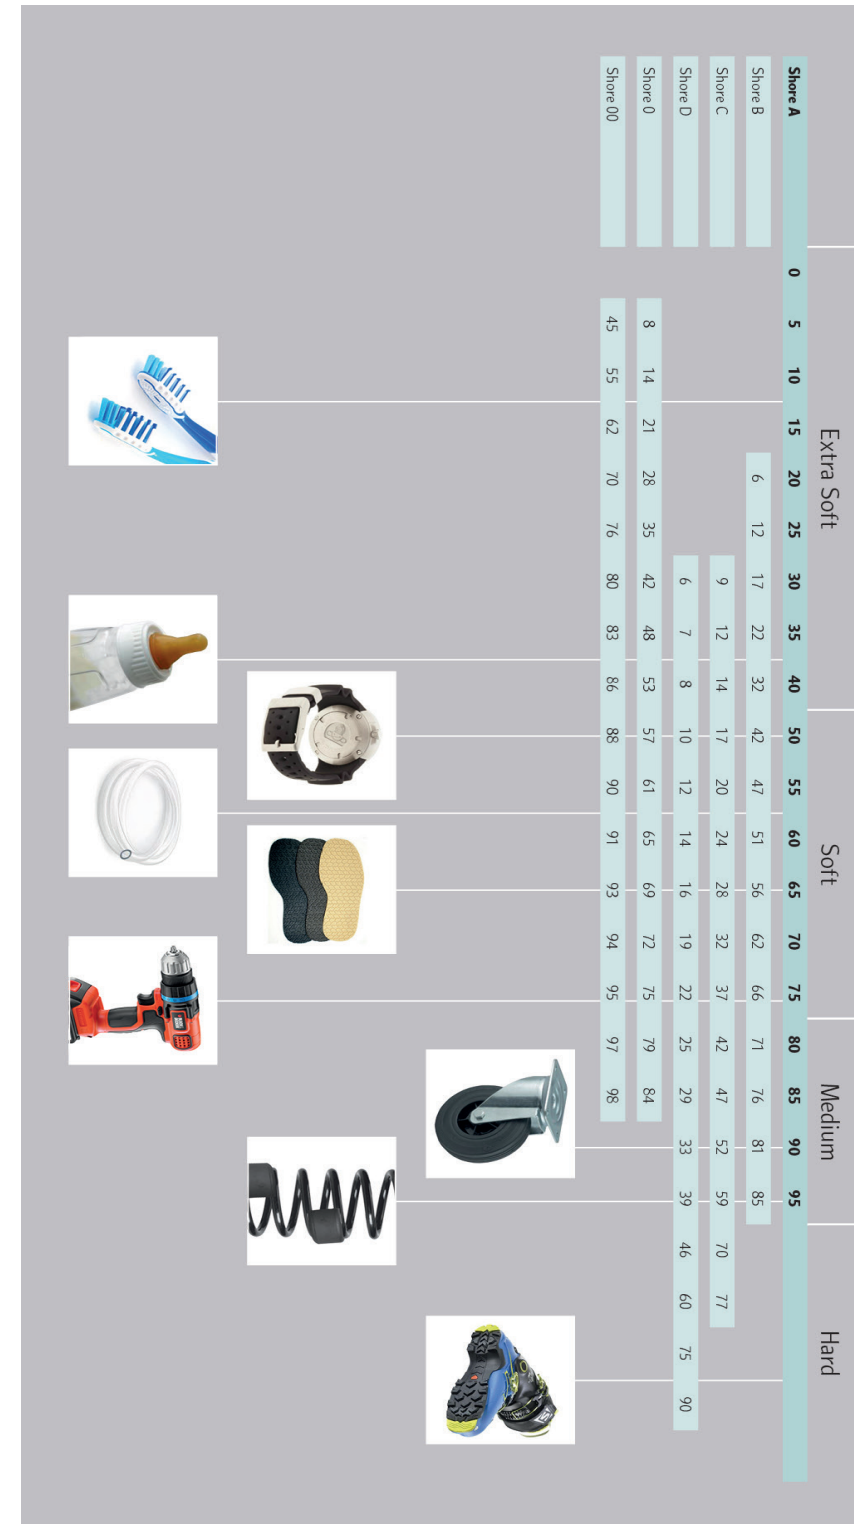 Extra Soft Soft Medium Hard
Shore A 0 5 10 15 20 25 30 35 40 50 55 60 65 70 75 80 85 90 95
Shore B 6 12 17 22 32 42 47 51 56 62 66 71 76 81 85
Shore C 9 12 14 17 20 24 28 32 37 42 47 52 59 70 77
Shore D 6 7 8 10 12 14 16 19 22 25 29 33 39 46 60 75 90
Shore 0 8 14 21 28 35 42 48 53 57 61 65 69 72 75 79 84
Shore 00 45 55 62 70 76 80 83 86 88 90 91 93 94 95 97 98